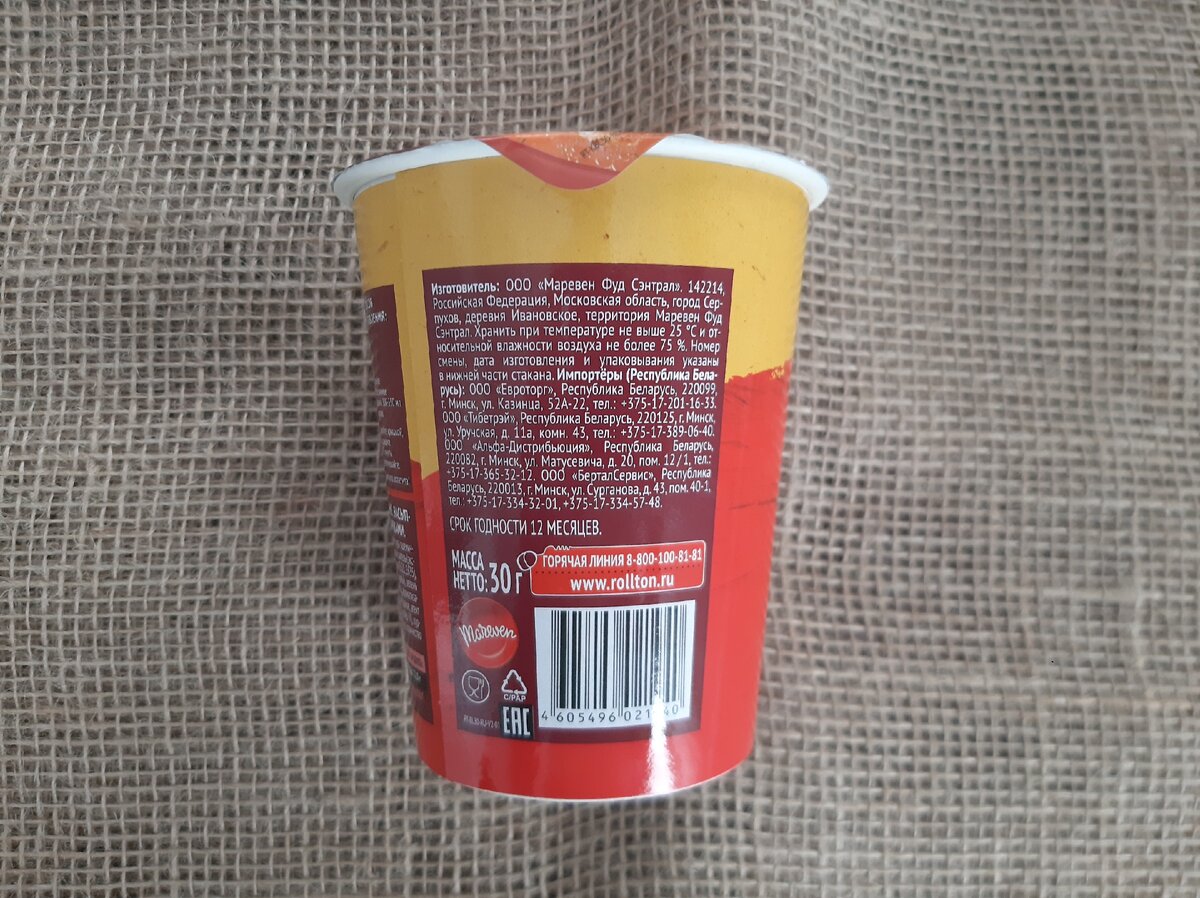 Изготовитель: ООО «Маревен Фуд Сэнтрал». 142214,
Российская Федерация, Московская область, город Сер-
пухов, деревня Ивановское, территория Маревен Фуд
Сэнтрал. Хранить при температуре не выше 25 °С и от-
носительной влажности воздуха не более 75 %. Номер
смены, дата изготовления и упаковывания указаны
в нижней части стакана. Импортёры (Республика Бела-
русь): ООО «Евроторг», Республика Беларусь, 220099,
г. Минск, ул. Казинца, 52А-22, тел.: +375-17-201-16-33.
ООО «Тибетрэй», Республика Беларусь, 220125, г. Минск,
ул. Уручская, д. 11а, комн. 43, тел.: +375-17-389-06-40.
ООО «Альфа-Дистрибьюция», Республика Беларусь,
220082, г. Минск, ул. Матусевича, д. 20, пом. 12/1, тел.:
+375-17-365-32-12. ООО «БерталСервис», Республика
Беларусь, 220013, г. Минск, ул. Сурганова, д. 43, пом. 40-1,
тел.: +375-17-334-32-01, +375-17-334-57-48.
СРОК ГОДНОСТИ 12 МЕСЯЦЕВ.
МАССА
НЕТТО: 30 г
ГОРЯЧАЯ ЛИНИЯ 8-800-100-81-81
www.rollton.ru
Mareven
C/PAP
EAC
4 605496